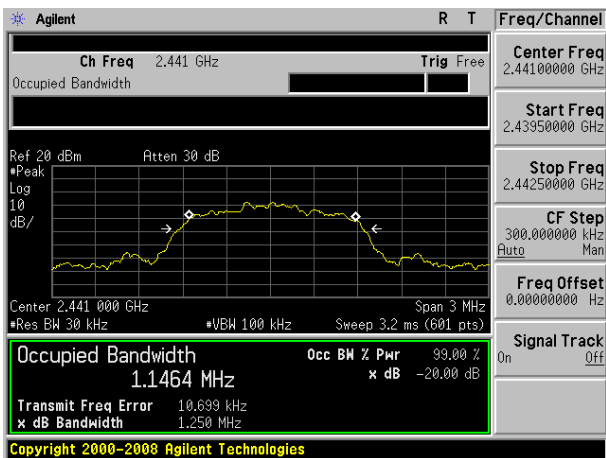 Agilent R T Freq/Channel
Ch Freq 2.441 GHz Trig Free
Occupied Bandwidth
Center Freq
2.44100000 GHz
Start Freq
2.43950000 GHz
Stop Freq
2.44250000 GHz
CF Step
300.000000 kHz
Auto Man
Freq Offset
0.00000000 Hz
Signal Track
On Off
Ref 20 dBm Atten 30 dB
#Peak
Log
10
dB/
Center 2.441 000 GHz Span 3 MHz
#Res BW 30 kHz #VBW 100 kHz Sweep 3.2 ms (601 pts)
Occupied Bandwidth Occ BW % Pwr 99.00 %
1.1464 MHz x dB -20.00 dB
Transmit Freq Error 10.699 kHz
x dB Bandwidth 1.250 MHz
Copyright 2000-2008 Agilent Technologies